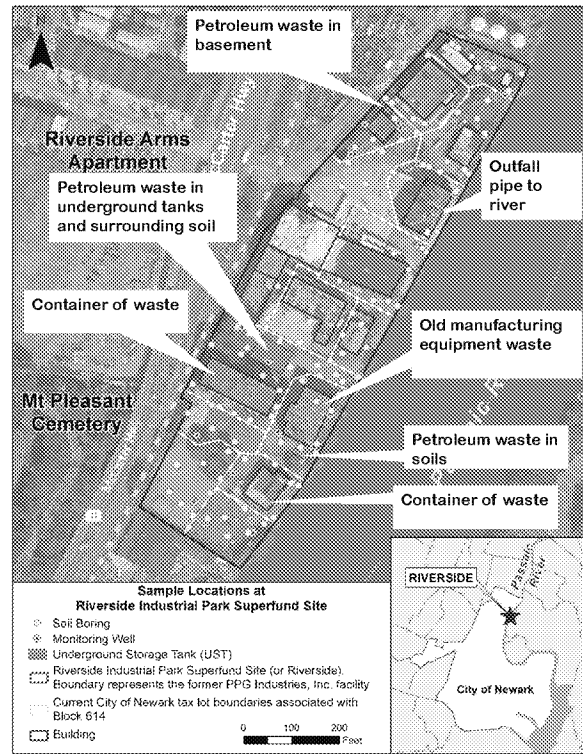 N
Petroleum waste in
basement
Carter Hwy
Riverside Arms
Apartment
Petroleum waste in
underground tanks
and surrounding soil
Outfall
pipe to
river
Container of waste
Old manufacturing
equipment waste
Mt Pleasant
Cemetery
Petroleum waste in
soils
Container of waste
RIVERSIDE
Passaic
River
City of Newark
Sample Locations at
Riverside Industrial Park Superfund Site
Soil Boring
Monitoring Well
Underground Storage Tank (UST)
Riverside Industrial Park Superfund Site (or Riverside).
Boundary represents the former PPG Industries, Inc. facility
Current City of Newark tax lot boundaries associated with
Block 614
Building
0 100 200
Feet